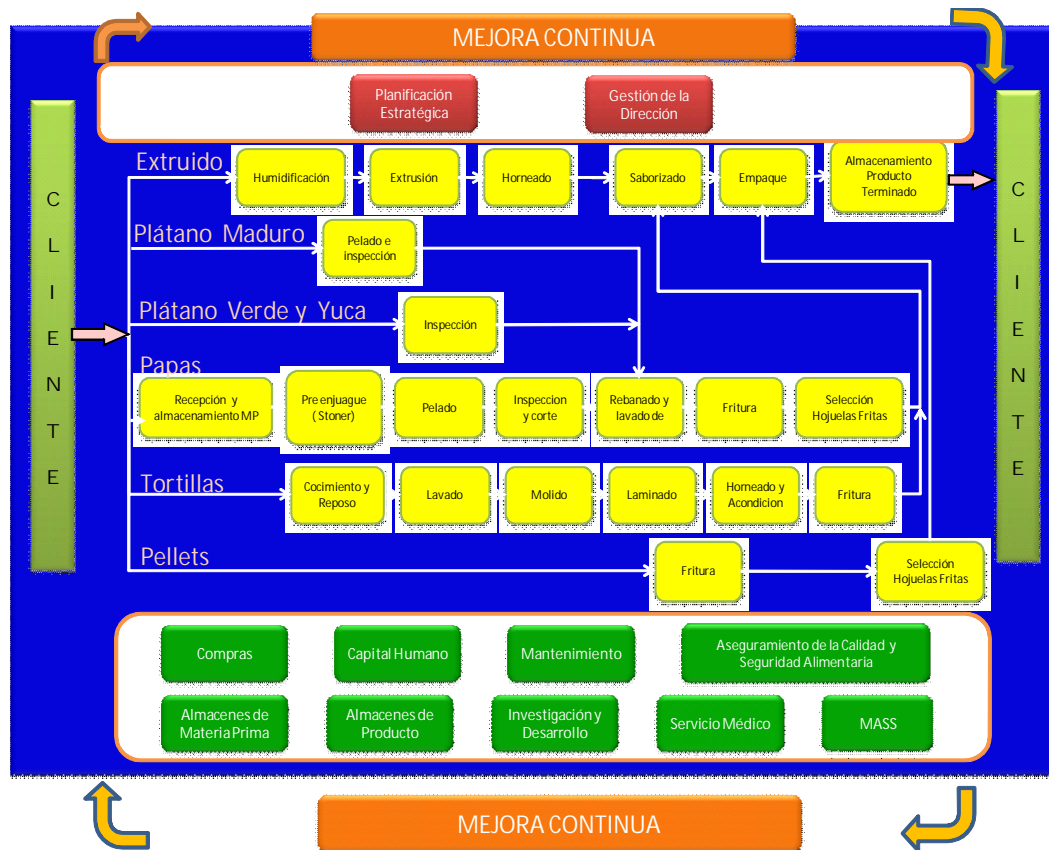 MEJORA CONTINUA
Planificación
Estratégica
Gestión de la
Dirección
C
L
I
E
N
T
E
Extruido
Humidificación
Extrusión
Horneado
Saborizado
Empaque
Almacenamiento
Producto
Terminado
Plátano Maduro
Pelado e
inspección
Plátano Verde y Yuca
Inspección
Papas
Recepción y
almacenamiento MP
Pre enjuague
( Stoner)
Pelado
Inspeccion
y corte
Rebanado y
lavado de
Fritura
Selección
Hojuelas Fritas
Tortillas
Cocimiento y
Reposo
Lavado
Molido
Laminado
Horneado y
Acondicion
Fritura
Pellets
Fritura
Selección
Hojuelas Fritas
C
L
I
E
N
T
E
Compras
Capital Humano
Mantenimiento
Aseguramiento de la Calidad y
Seguridad Alimentaria
Almacenes de
Materia Prima
Almacenes de
Producto
Investigación y
Desarrollo
Servicio Médico
MASS
MEJORA CONTINUA